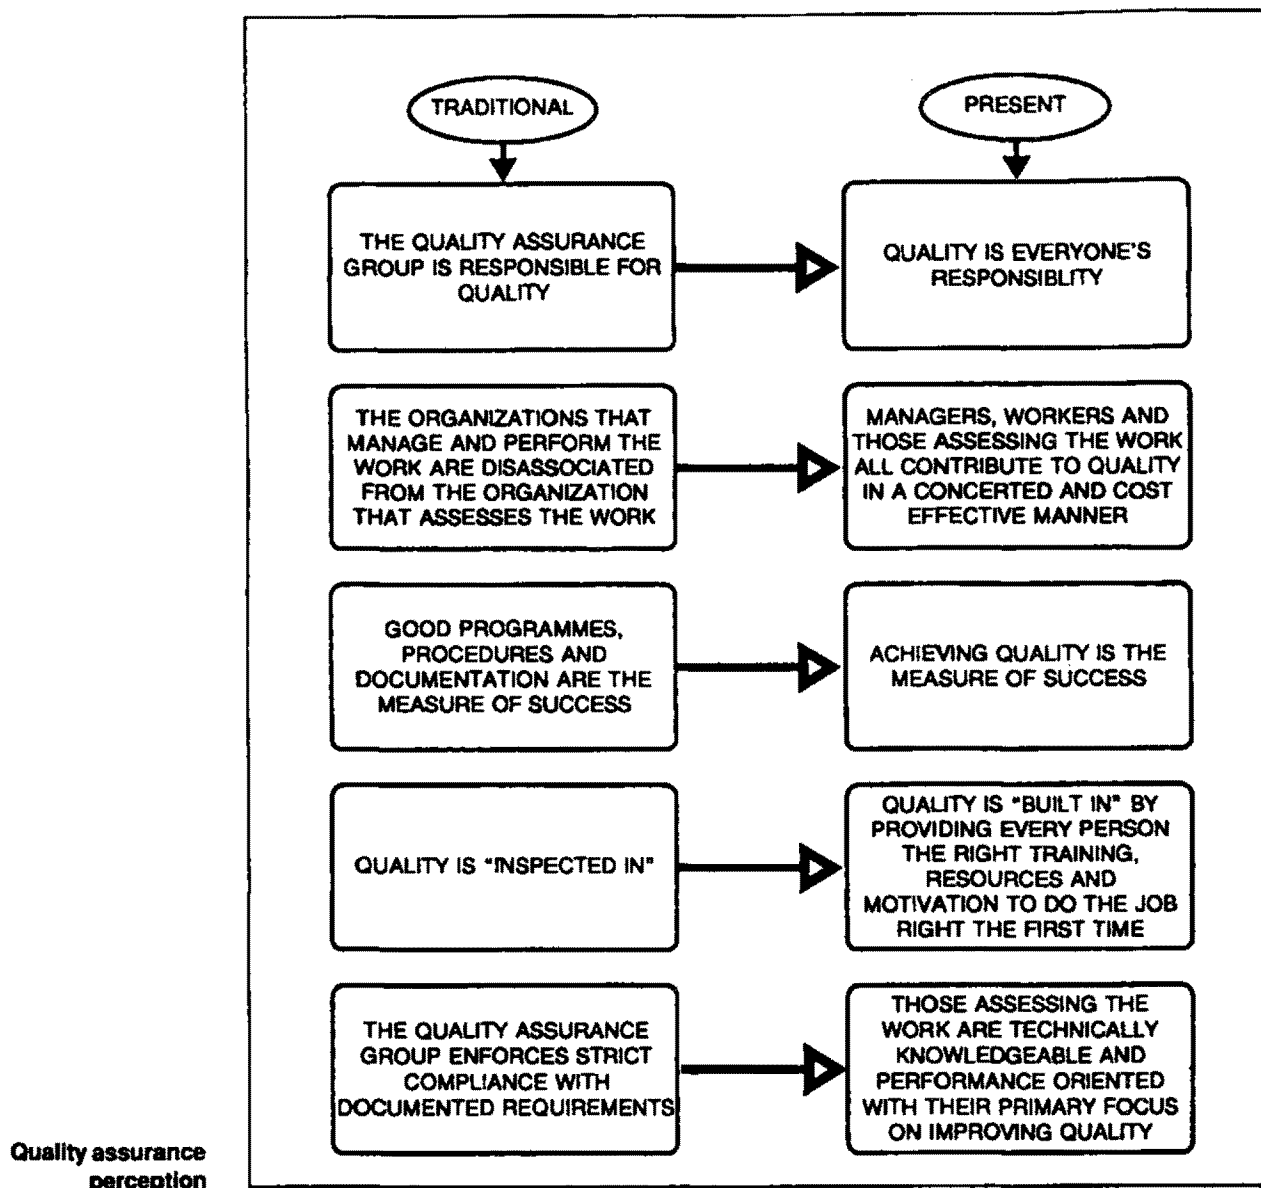 TRADITIONAL
PRESENT
THE QUALITY ASSURANCE
GROUP IS RESPONSIBLE FOR
QUALITY
QUALITY IS EVERYONE'S
RESPONSIBLITY
THE ORGANIZATIONS THAT
MANAGE AND PERFORM THE
WORK ARE DISASSOCIATED
FROM THE ORGANIZATION
THAT ASSESSES THE WORK
MANAGERS, WORKERS AND
THOSE ASSESSING THE WORK
ALL CONTRIBUTE TO QUALITY
IN A CONCERTED AND COST
EFFECTIVE MANNER
GOOD PROGRAMMES,
PROCEDURES AND
DOCUMENTATION ARE THE
MEASURE OF SUCCESS
ACHIEVING QUALITY IS THE
MEASURE OF SUCCESS
QUALITY IS "INSPECTED IN"
QUALITY IS "BUILT IN" BY
PROVIDING EVERY PERSON
THE RIGHT TRAINING,
RESOURCES AND
MOTIVATION TO DO THE JOB
RIGHT THE FIRST TIME
THE QUALITY ASSURANCE
GROUP ENFORCES STRICT
COMPLIANCE WITH
DOCUMENTED REQUIREMENTS
THOSE ASSESSING THE
WORK ARE TECHNICALLY
KNOWLEDGEABLE AND
PERFORMANCE ORIENTED
WITH THEIR PRIMARY FOCUS
ON IMPROVING QUALITY
Quality assurance
perception